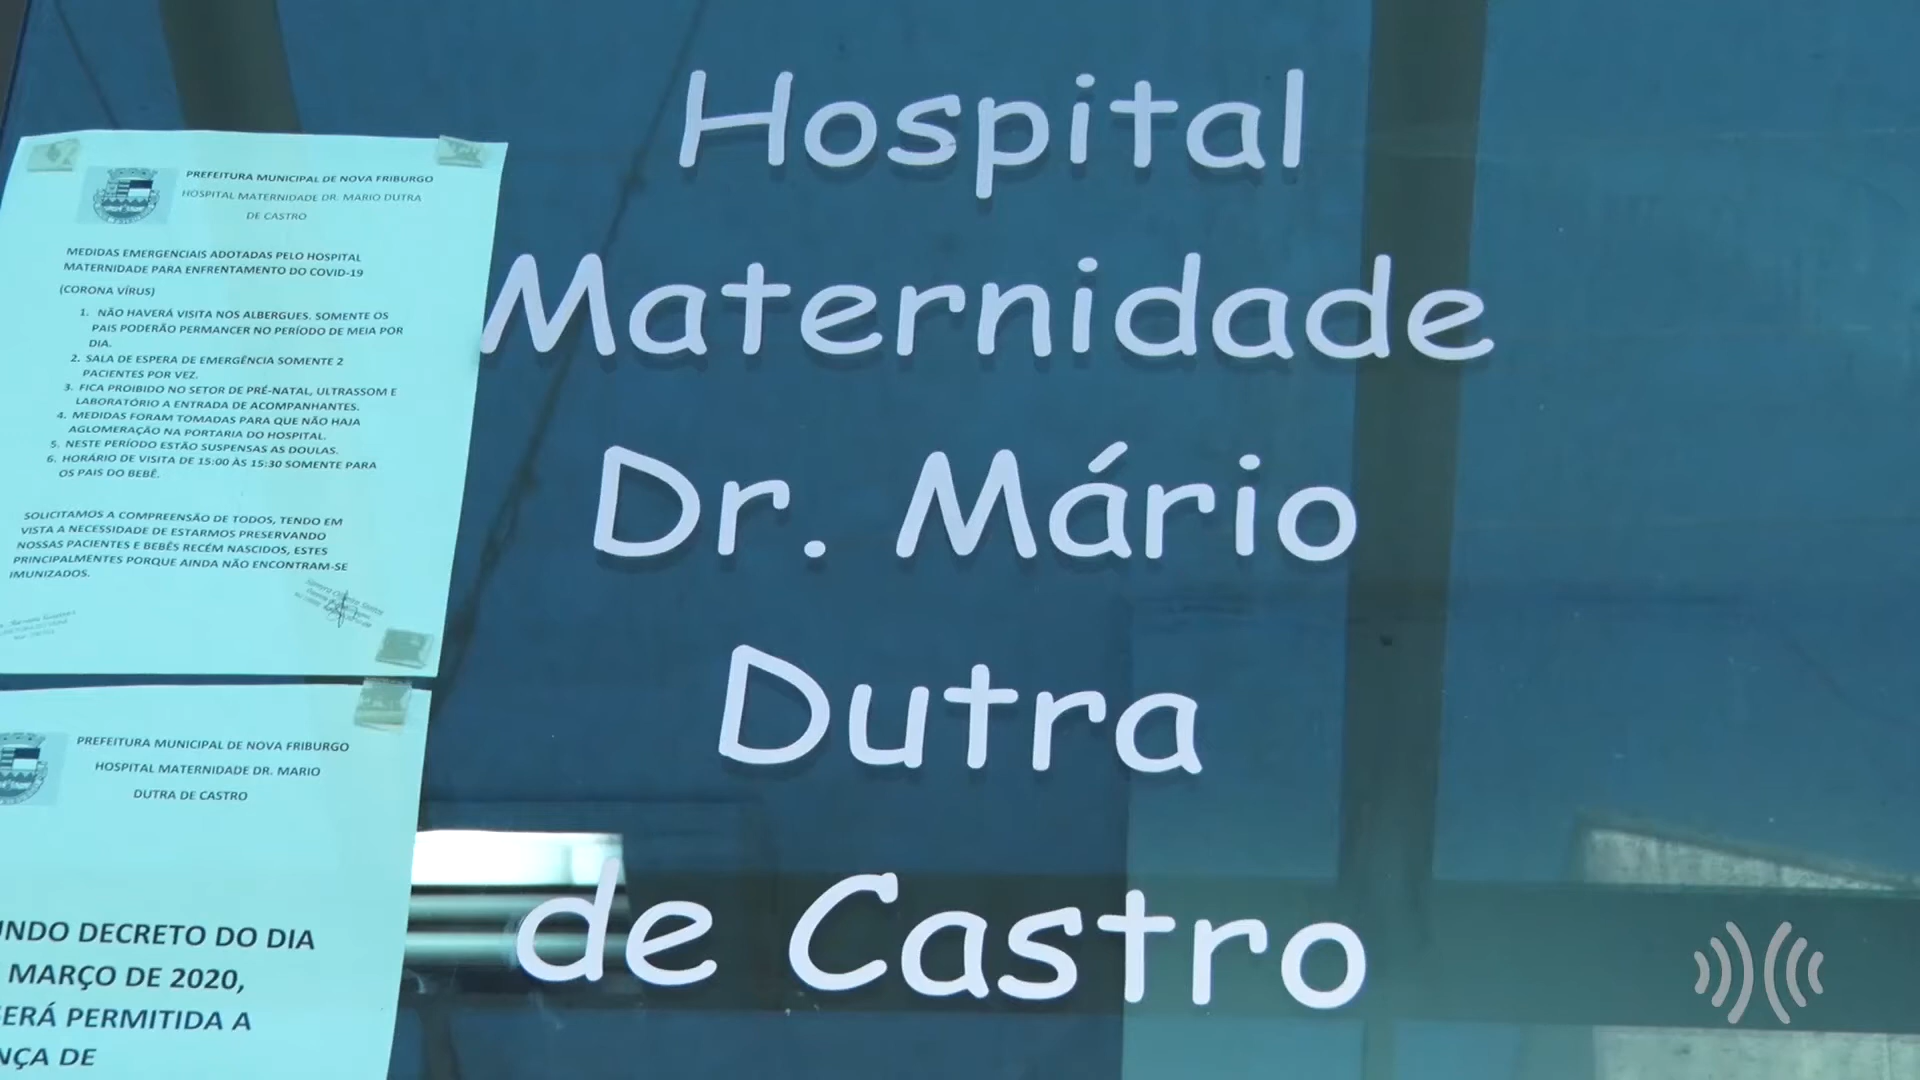 Hospital
Maternidade
Dr. Mário
Dutra
de Castro
PREFEITURA MUNICIPAL DE NOVA FRIBURGO
HOSPITAL MATERNIDADE DR. MARIO DUTRA
DE CASTRO
MEDIDAS EMERGENCIAIS ADOTADAS PELO HOSPITAL
MATERNIDADE PARA ENFRENTAMENTO DO COVID-19
(CORONA VÍRUS)
1. NÃO HAVERÁ VISITA NOS ALBERGUES. SOMENTE OS
PAIS PODERÃO PERMANCER NO PERÍODO DE MEIA POR
DIA.
2. SALA DE ESPERA DE EMERGÊNCIA SOMENTE 2
PACIENTES POR VEZ.
3. FICA PROIBIDO NO SETOR DE PRÉ-NATAL, ULTRASSOM E
LABORATÓRIO A ENTRADA DE ACOMPANHANTES.
4. MEDIDAS FORAM TOMADAS PARA QUE NÃO HAJA
AGLOMERAÇÃO NA PORTARIA DO HOSPITAL.
5. NESTE PERÍODO ESTÃO SUSPENSAS AS DOULAS.
6. HORÁRIO DE VISITA DE 15:00 ÀS 15:30 SOMENTE PARA
OS PAIS DO BEBÊ.
SOLICITAMOS A COMPREENSÃO DE TODOS, TENDO EM
VISTA A NECESSIDADE DE ESTARMOS PRESERVANDO
NOSSAS PACIENTES E BEBÊS RECÉM NASCIDOS, ESTES
PRINCIPALMENTES PORQUE AINDA NÃO ENCONTRAM-SE
IMUNIZADOS.
PREFEITURA MUNICIPAL DE NOVA FRIBURGO
HOSPITAL MATERNIDADE DR. MARIO
DUTRA DE CASTRO
UNDO DECRETO DO DIA
MARÇO DE 2020,
SERÁ PERMITIDA A
NÇA DE